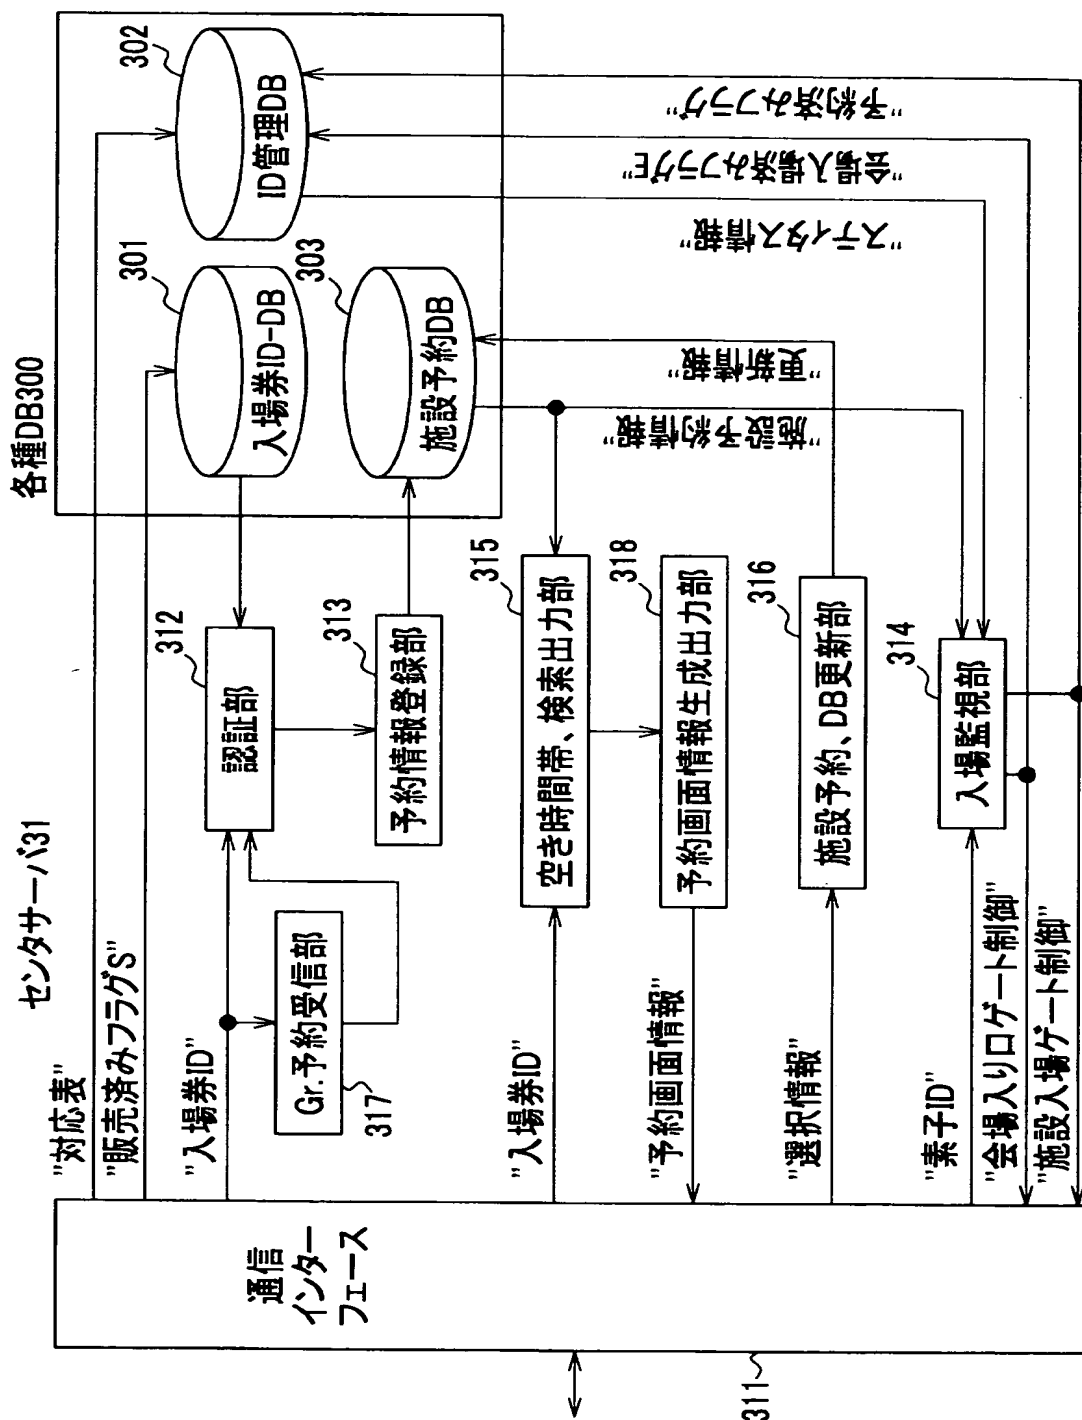 センタサーバ31
各種DB300
302
ID管理DB
301
入場券ID-DB
303
施設予約DB
"対応表"
"販売済みフラグS"
"入場券ID"
312
認証部
313
予約情報登録部
Gr.予約受信部
317
315
空き時間帯、検索出力部
"入場券ID"
318
予約画面情報生成出力部
"予約画面情報"
316
施設予約、DB更新部
"選択情報"
314
入場監視部
"素子ID"
"会場入り口ゲート制御"
"施設入場ゲート制御"
"予約済みフラグ"
"会場入場済みフラグE"
"スティタス情報"
"更新情報"
"施設予約情報"
通信
インター
フェース
311